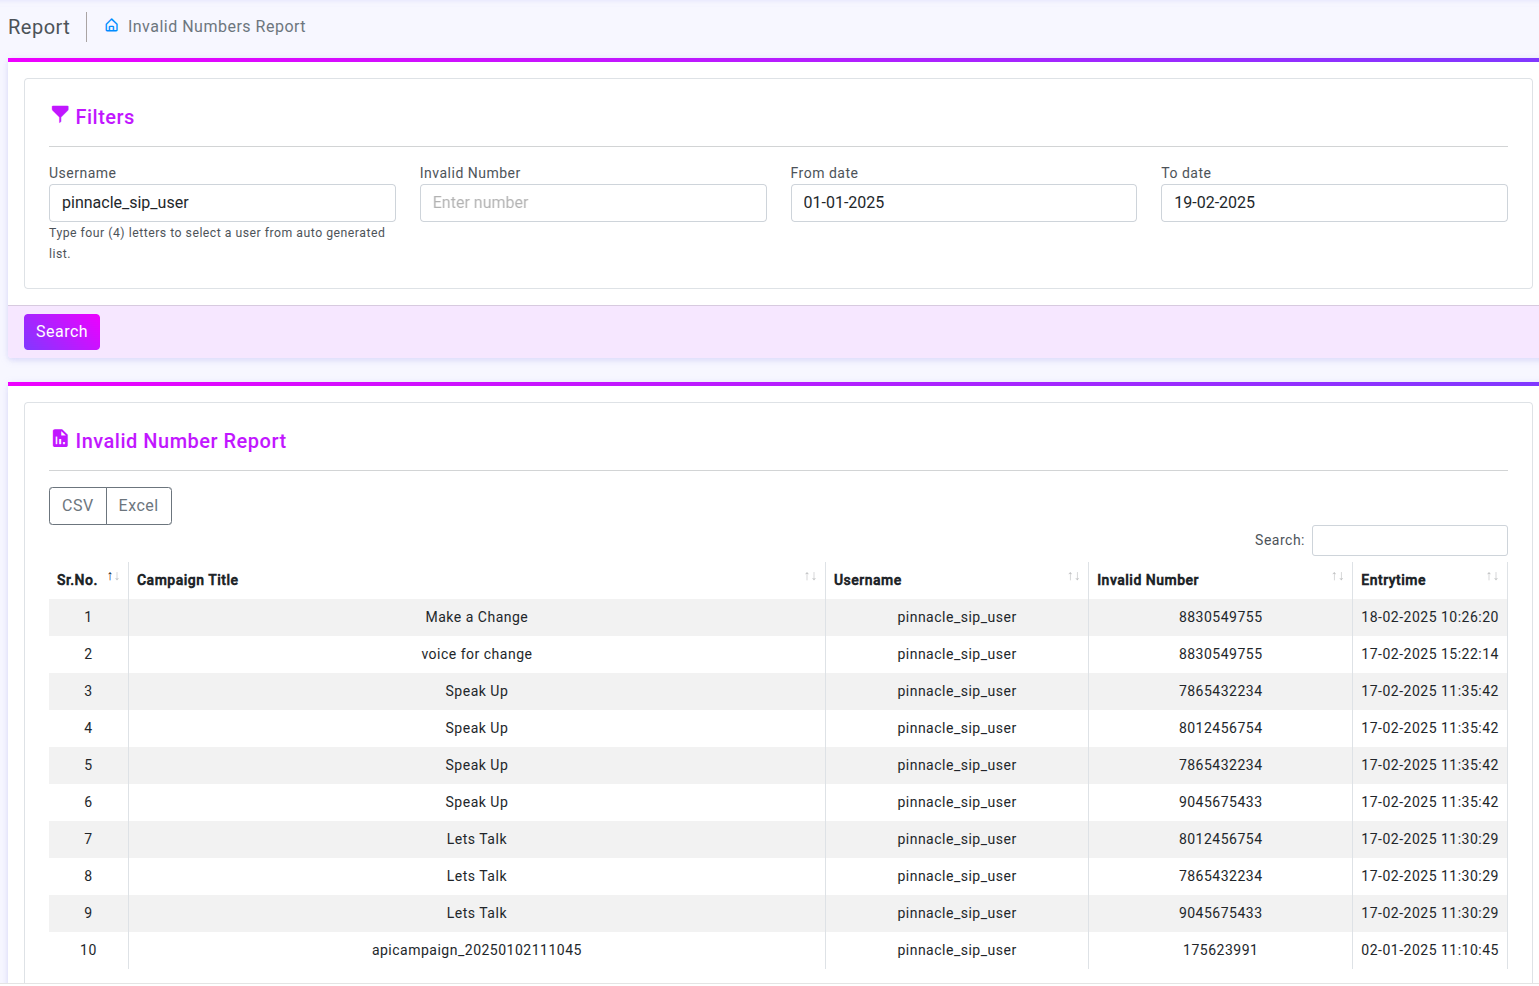 Report
Invalid Numbers Report
Filters
Username
Invalid Number
From date
To date
pinnacle_sip_user
Enter number
01-01-2025
19-02-2025
Type four (4) letters to select a user from auto generated
list.
Search
Invalid Number Report
CSV
Excel
Search:
Sr.No. Campaign Title Username Invalid Number Entrytime
1 Make a Change pinnacle_sip_user 8830549755 18-02-2025 10:26:20
2 voice for change pinnacle_sip_user 8830549755 17-02-2025 15:22:14
3 Speak Up pinnacle_sip_user 7865432234 17-02-2025 11:35:42
4 Speak Up pinnacle_sip_user 8012456754 17-02-2025 11:35:42
5 Speak Up pinnacle_sip_user 7865432234 17-02-2025 11:35:42
6 Speak Up pinnacle_sip_user 9045675433 17-02-2025 11:35:42
7 Lets Talk pinnacle_sip_user 8012456754 17-02-2025 11:30:29
8 Lets Talk pinnacle_sip_user 7865432234 17-02-2025 11:30:29
9 Lets Talk pinnacle_sip_user 9045675433 17-02-2025 11:30:29
10 apicampaign_20250102111045 pinnacle_sip_user 175623991 02-01-2025 11:10:45